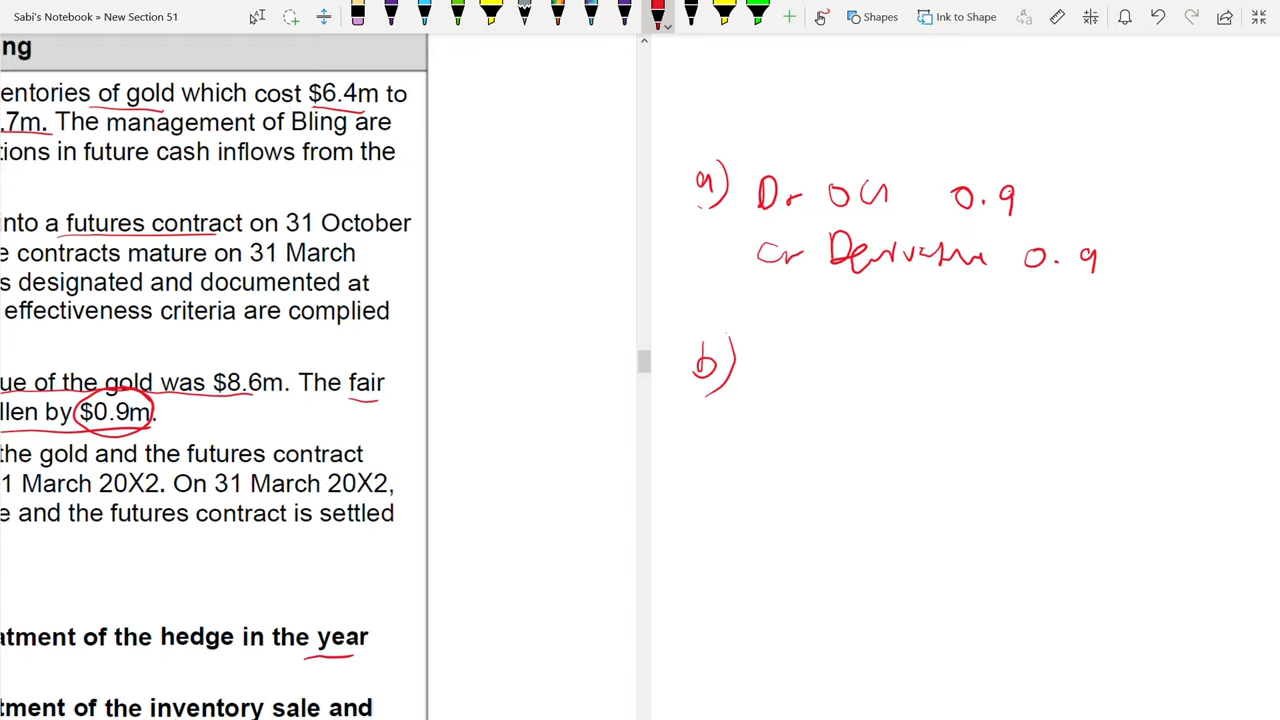 Sabi's Notebook » New Section 51
Shapes
Ink to Shape
ng
entories of gold which cost $6.4m to
.7m. The management of Bling are
tions in future cash inflows from the
into a futures contract on 31 October
e contracts mature on 31 March
s designated and documented at
effectiveness criteria are complied
ue of the gold was $8.6m. The fair
llen by $0.9m.
the gold and the futures contract
1 March 20X2. On 31 March 20X2,
e and the futures contract is settled
atment of the hedge in the year
tment of the inventory sale and
a) Dr OCI 0.9
Cr Derivative 0.9
b)